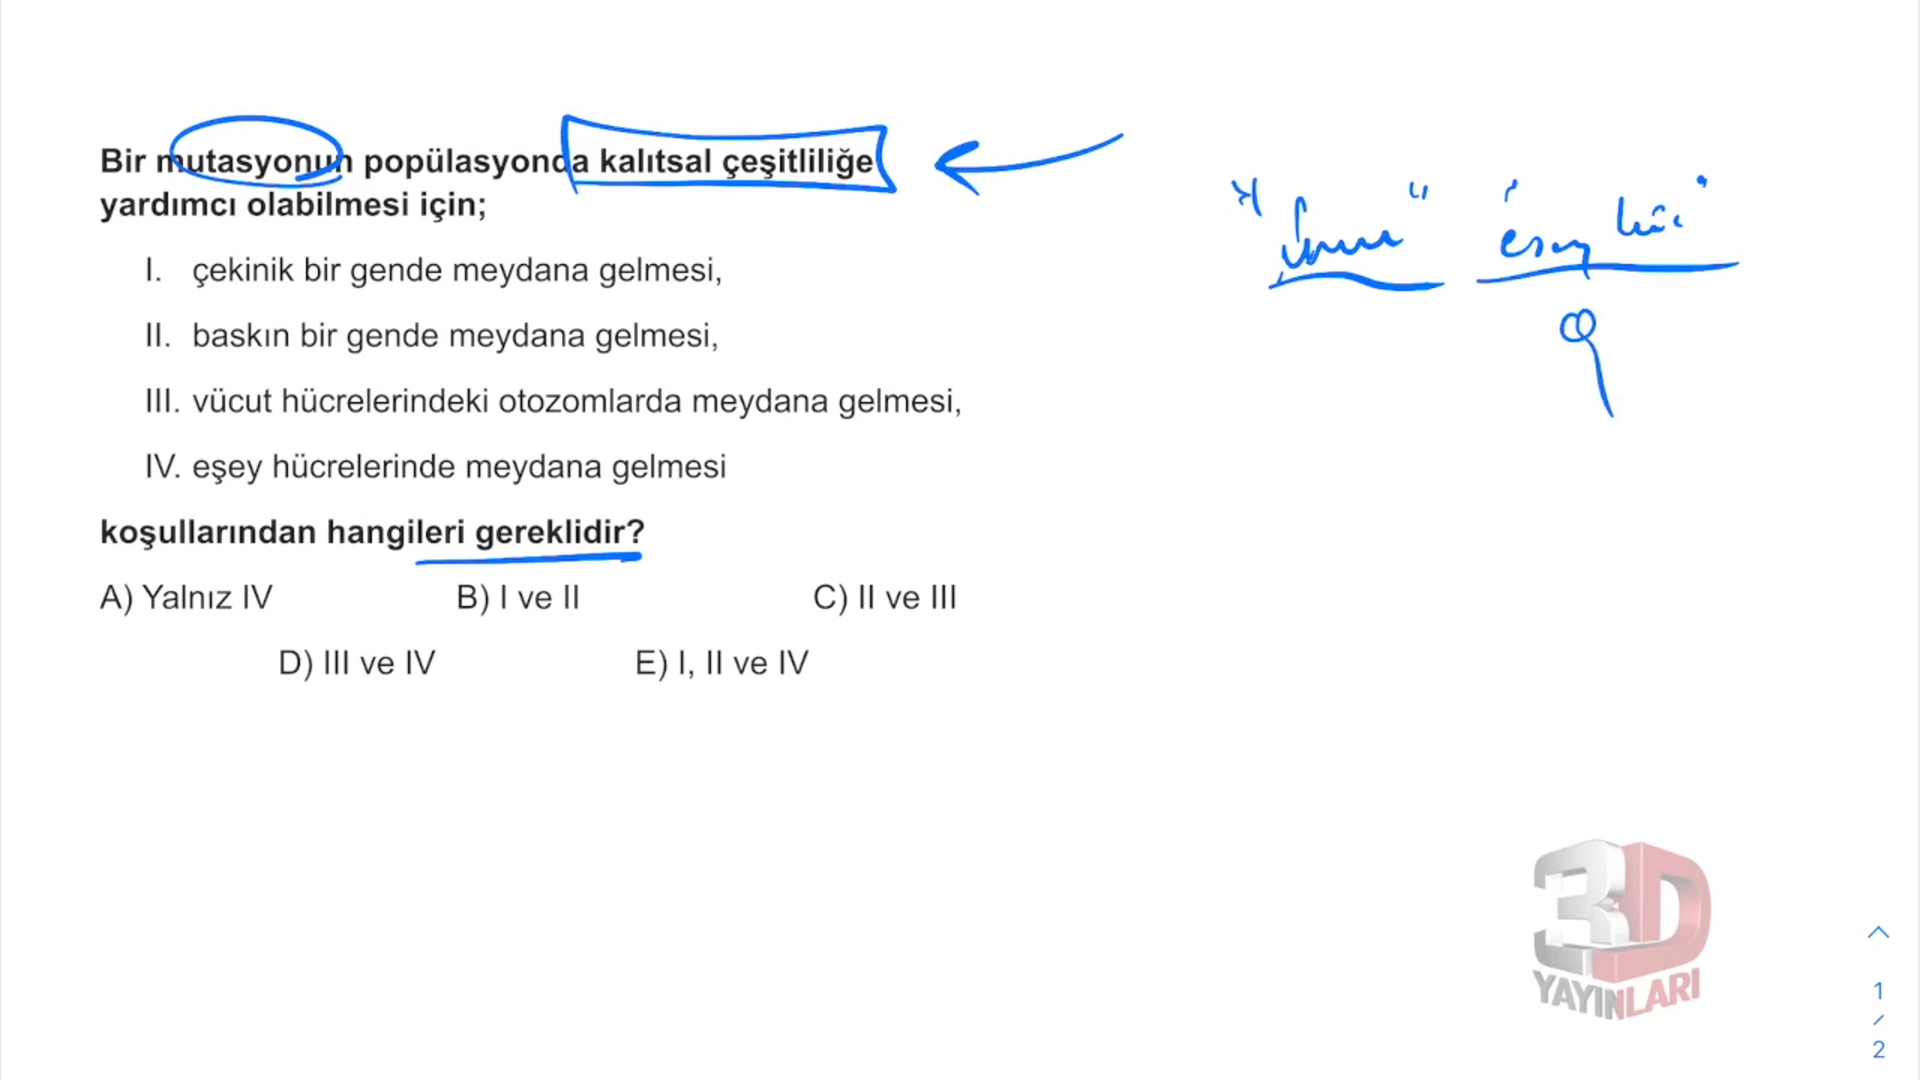 Bir mutasyonun popülasyonda kalıtsal çeşitliliğe
yardımcı olabilmesi için;
I. çekinik bir gende meydana gelmesi,
II. baskın bir gende meydana gelmesi,
III. vücut hücrelerindeki otozomlarda meydana gelmesi,
IV. eşey hücrelerinde meydana gelmesi
koşullarından hangileri gereklidir?
A) Yalnız IV B) I ve II C) II ve III
D) III ve IV E) I, II ve IV
eşey
3D
YAYINLARI
1
/
2